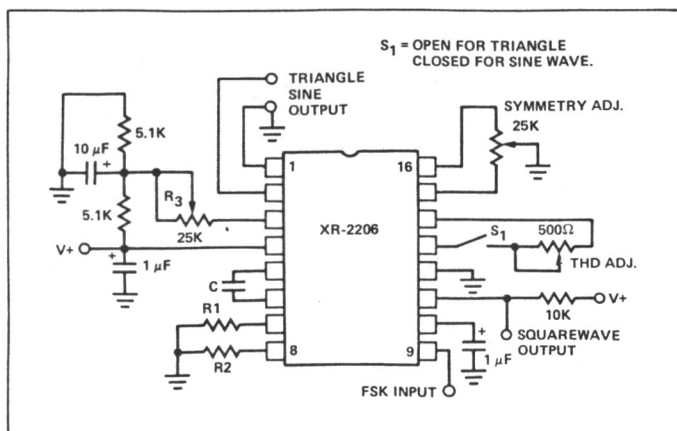 S1 = OPEN FOR TRIANGLE
CLOSED FOR SINE WAVE.
TRIANGLE
SINE
OUTPUT
SYMMETRY ADJ.
25K
5.1K
10 μF
+
1
16
R3
5.1K
25K
XR-2206
S1
500Ω
V+
+
1 μF
THD ADJ.
C
V+
10K
R1
SQUAREWAVE
OUTPUT
+
8
9
1 μF
R2
FSK INPUT